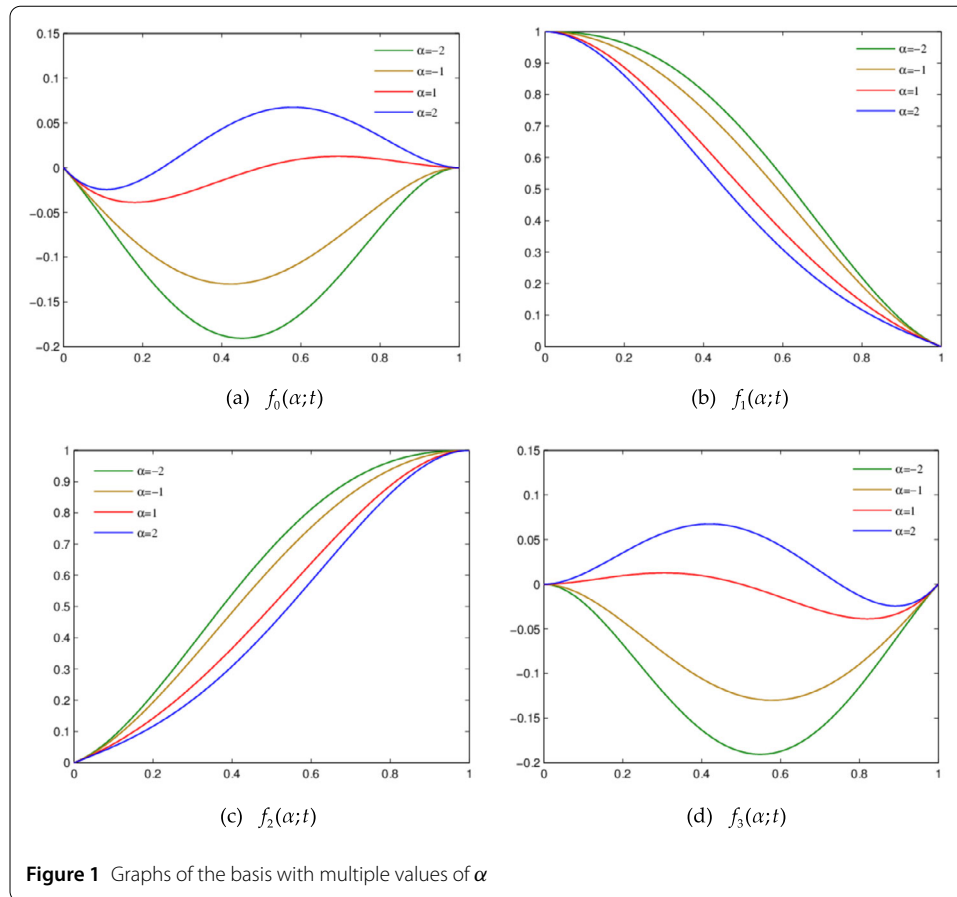 0.15
0.1
0.05
0
−0.05
−0.1
−0.15
−0.2
0 0.2 0.4 0.6 0.8 1
α=−2
α=−1
α=1
α=2
(a) f₀(α;t)
1
0.9
0.8
0.7
0.6
0.5
0.4
0.3
0.2
0.1
0
0 0.2 0.4 0.6 0.8 1
α=−2
α=−1
α=1
α=2
(b) f₁(α;t)
1
0.9
0.8
0.7
0.6
0.5
0.4
0.3
0.2
0.1
0
0 0.2 0.4 0.6 0.8 1
α=−2
α=−1
α=1
α=2
(c) f₂(α;t)
0.15
0.1
0.05
0
−0.05
−0.1
−0.15
−0.2
0 0.2 0.4 0.6 0.8 1
α=−2
α=−1
α=1
α=2
(d) f₃(α;t)
Figure 1 Graphs of the basis with multiple values of α